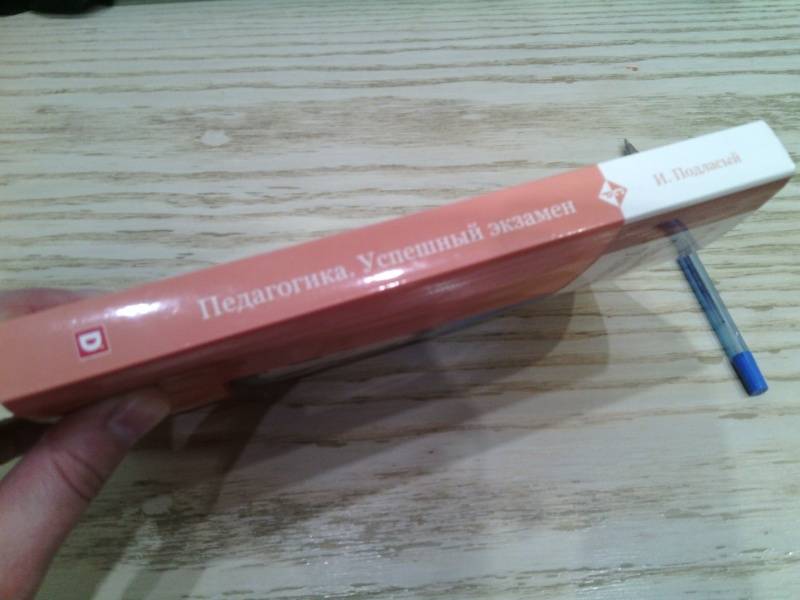 И. Подласый
Педагогика. Успешный экзамен
D